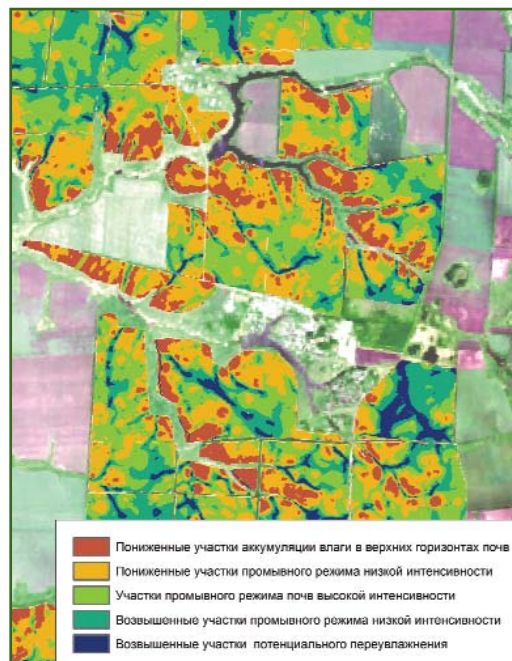 Пониженные участки аккумуляции влаги в верхних горизонтах почв
Пониженные участки промывного режима низкой интенсивности
Участки промывного режима почв высокой интенсивности
Возвышенные участки промывного режима низкой интенсивности
Возвышенные участки потенциального переувлажнения